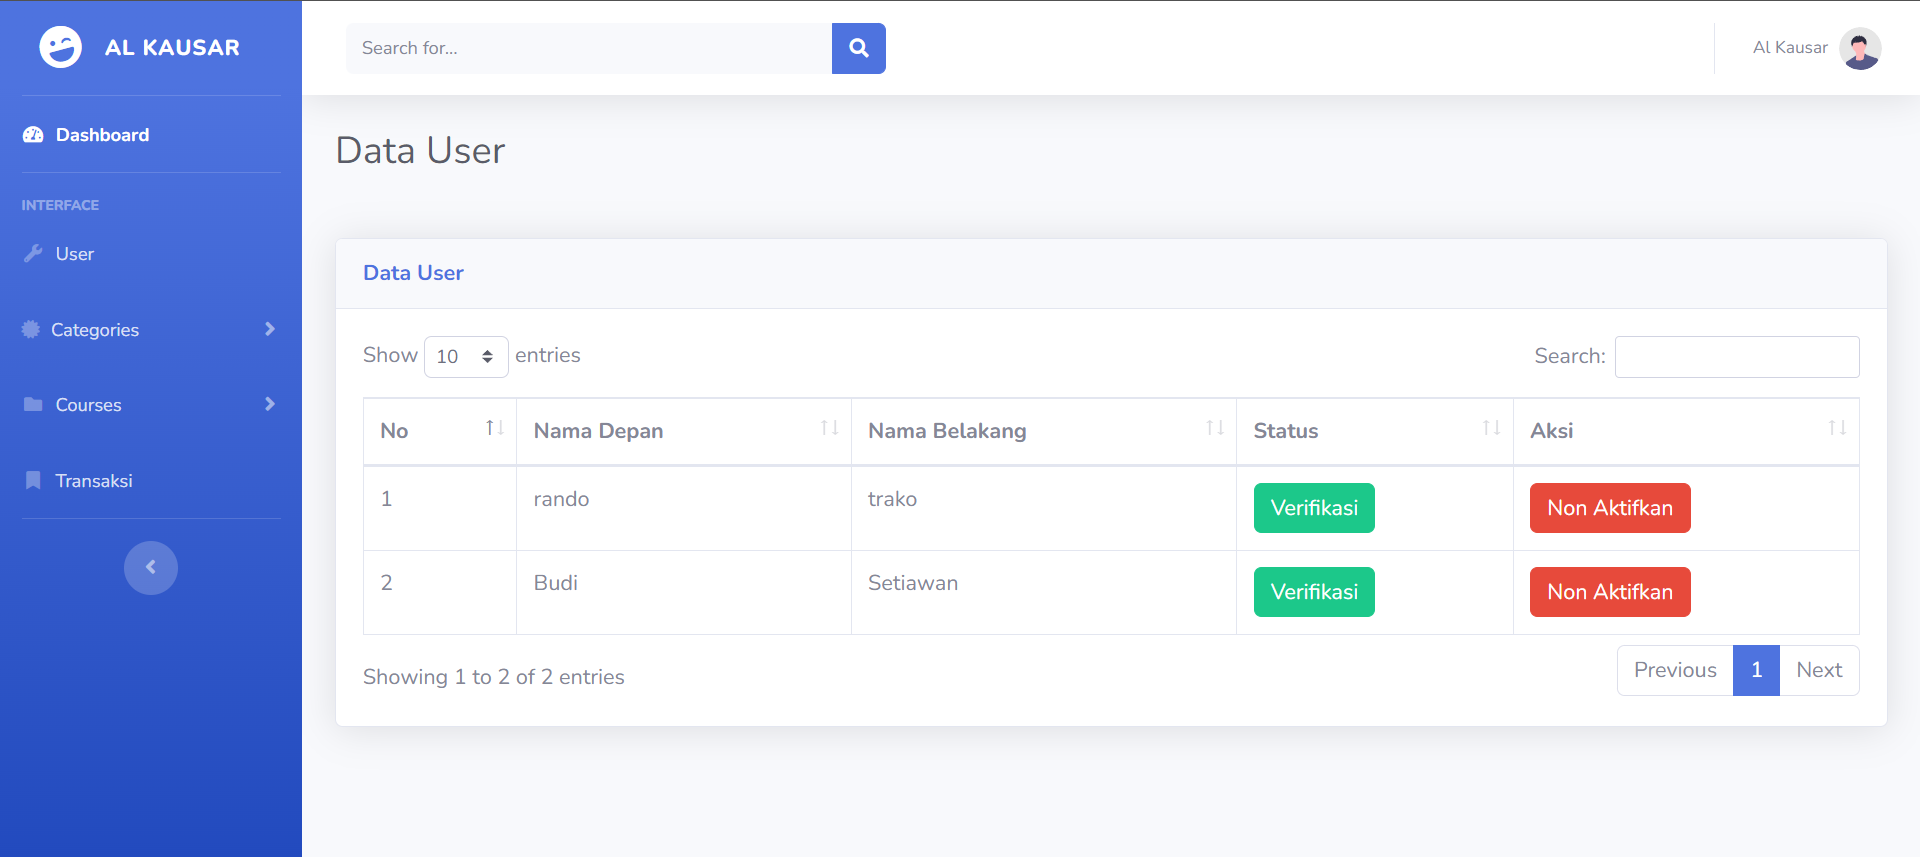 AL KAUSAR
Search for...
Al Kausar
Dashboard
INTERFACE
User
Categories
Courses
Transaksi
Data User
Data User
Show 10 entries
Search:
No Nama Depan Nama Belakang Status Aksi
1 rando trako Verifikasi Non Aktifkan
2 Budi Setiawan Verifikasi Non Aktifkan
Showing 1 to 2 of 2 entries
Previous 1 Next